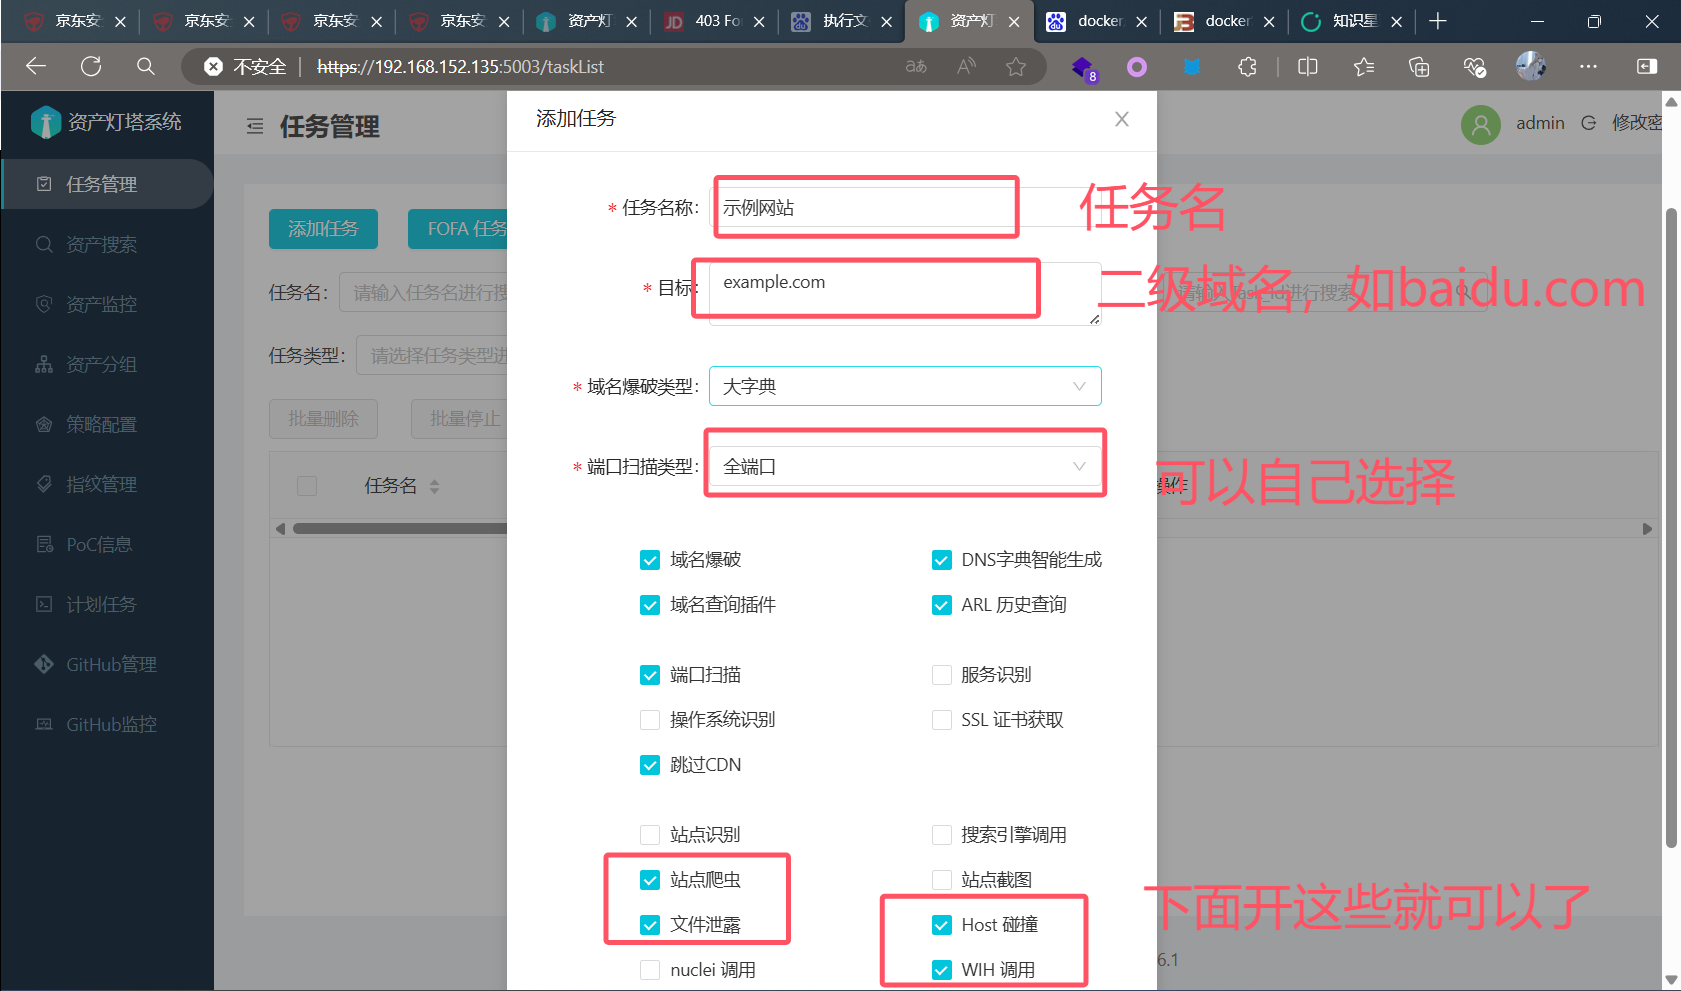 京东安 京东安 京东安 京东安 资产灯 403 Fo 执行文 资产灯 docker docker 知识星
不安全 https://192.168.152.135:5003/taskList
资产灯塔系统
任务管理
admin 修改密
任务管理
资产搜索
资产监控
资产分组
策略配置
指纹管理
PoC信息
计划任务
GitHub管理
GitHub监控
添加任务 FOFA 任务
任务名: 请输入任务名进行搜
任务类型: 请选择任务类型进
批量删除 批量停止
任务名 操作
添加任务
* 任务名称: 示例网站 任务名
* 目标: example.com 二级域名，如baidu.com
* 域名爆破类型: 大字典
* 端口扫描类型: 全端口 可以自己选择
域名爆破 DNS字典智能生成
域名查询插件 ARL 历史查询
端口扫描 服务识别
操作系统识别 SSL 证书获取
跳过CDN
站点识别 搜索引擎调用
站点爬虫 站点截图
文件泄露 Host 碰撞
下面开这些就可以了
nuclei 调用 WIH 调用
6.1